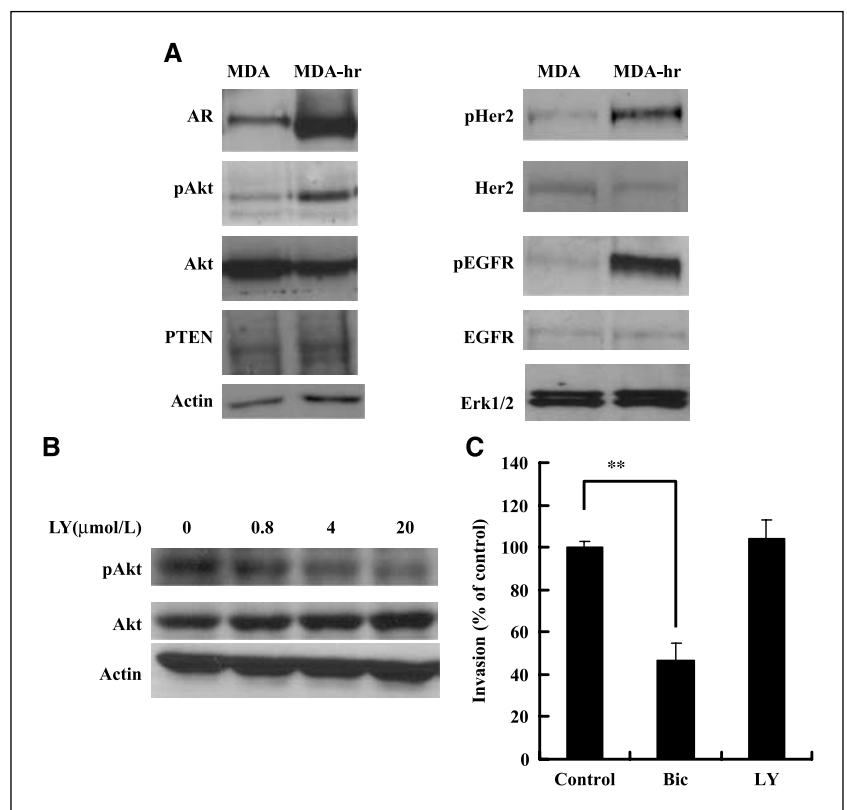 A
MDA MDA-hr
AR
pAkt
Akt
PTEN
Actin
MDA MDA-hr
pHer2
Her2
pEGFR
EGFR
Erk1/2
B
LY(μmol/L) 0 0.8 4 20
pAkt
Akt
Actin
C
Invasion (% of control)
140
120
100
80
60
40
20
0
**
Control Bic LY